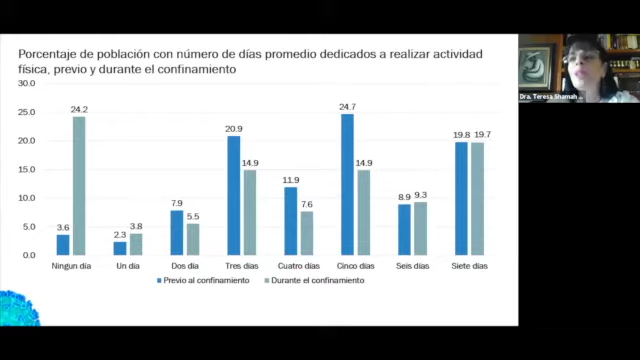 Porcentaje de población con número de días promedio dedicados a realizar actividad
física, previo y durante el confinamiento
30.0
25.0
20.0
15.0
10.0
5.0
0.0
3.6
24.2
2.3
3.8
7.9
5.5
20.9
14.9
11.9
7.6
24.7
14.9
8.9
9.3
19.8
19.7
Ningun día
Un día
Dos día
Tres días
Cuatro días
Cinco días
Seis días
Siete días
Previo al confinamiento
Durante el confinamiento
Dra. Teresa Shamah